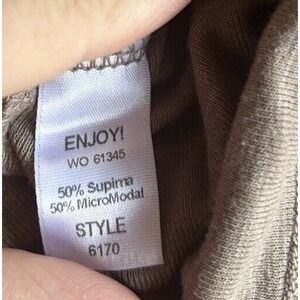 ENJOY!
WO 61345
50% Supima
50% MicroModal
STYLE
6170